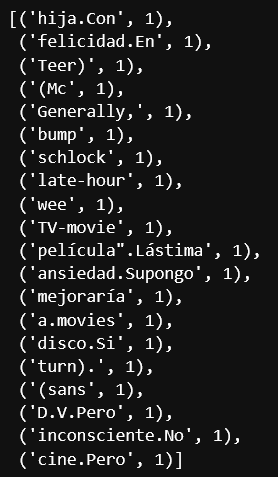 [('hija.Con', 1),
 ('felicidad.En', 1),
 ('Teer)', 1),
 ('(Mc', 1),
 ('Generally,', 1),
 ('bump', 1),
 ('schlock', 1),
 ('late-hour', 1),
 ('wee', 1),
 ('TV-movie', 1),
 ('película".Lástima', 1),
 ('ansiedad.Supongo', 1),
 ('mejoraría', 1),
 ('a.movies', 1),
 ('disco.Si', 1),
 ('turn).', 1),
 ('(sans', 1),
 ('D.V.Pero', 1),
 ('inconsciente.No', 1),
 ('cine.Pero', 1)]